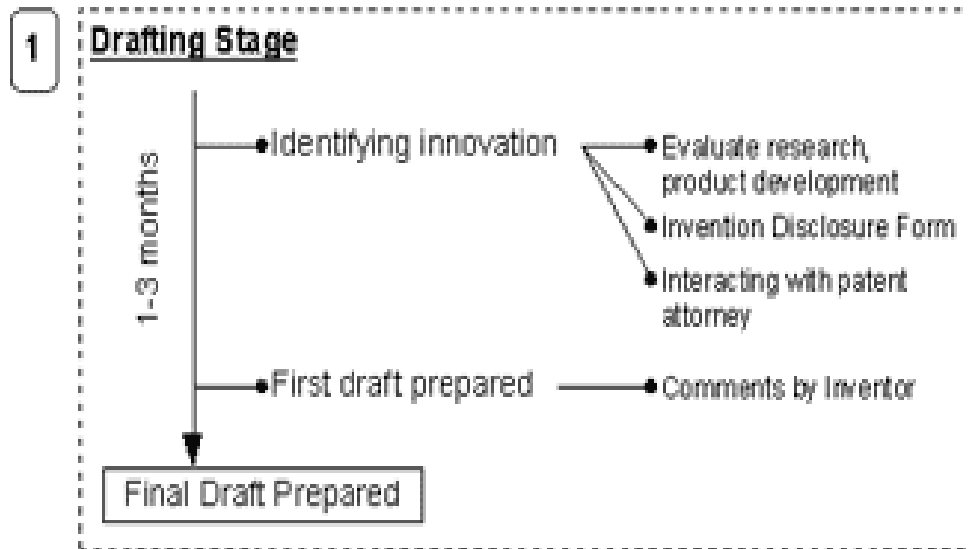 1
Drafting Stage
Identifying innovation
Evaluate research,
product development
Invention Disclosure Form
Interacting with patent
attorney
1-3 months
First draft prepared
Comments by Inventor
Final Draft Prepared